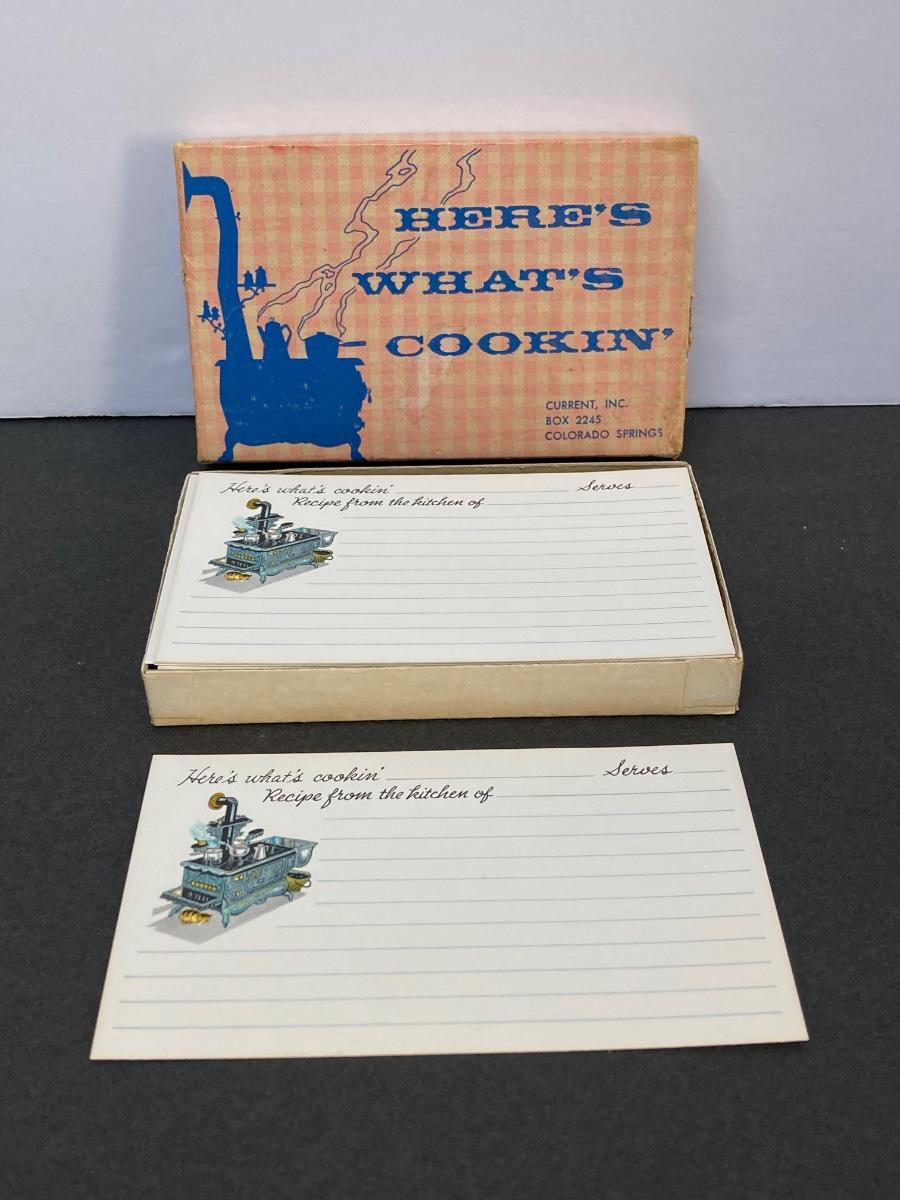 HERE'S
WHAT'S
COOKIN'
CURRENT, INC.
BOX 2245
COLORADO SPRINGS
Here's what's cookin' Serves
Recipe from the kitchen of
Here's what's cookin' Serves
Recipe from the kitchen of